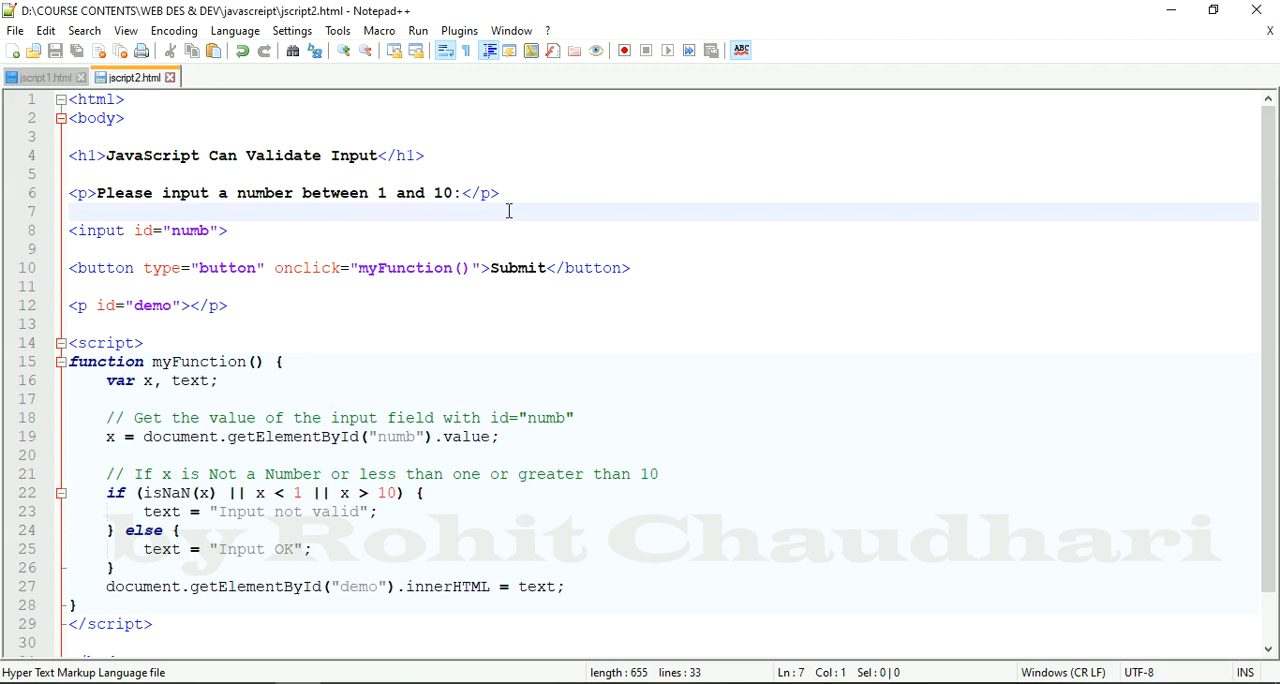 D:\COURSE CONTENTS\WEB DES & DEV\javascreipt\jscript2.html - Notepad++
File Edit Search View Encoding Language Settings Tools Macro Run Plugins Window ? X
ABC
jscript1.html jscript2.html
1 <html>
2 <body>
3
4 <h1>JavaScript Can Validate Input</h1>
5
6 <p>Please input a number between 1 and 10:</p>
7
8 <input id="numb">
9
10 <button type="button" onclick="myFunction()">Submit</button>
11
12 <p id="demo"></p>
13
14 <script>
15 function myFunction() {
16 var x, text;
17
18 // Get the value of the input field with id="numb"
19 x = document.getElementById("numb").value;
20
21 // If x is Not a Number or less than one or greater than 10
22 if (isNaN(x) || x < 1 || x > 10) {
23 text = "Input not valid";
24 } else {
25 text = "Input OK";
26 }
27 document.getElementById("demo").innerHTML = text;
28 }
29 </script>
30
by Rohit Chaudhari
Hyper Text Markup Language file length : 655 lines : 33 Ln : 7 Col : 1 Sel : 0 | 0 Windows (CR LF) UTF-8 INS